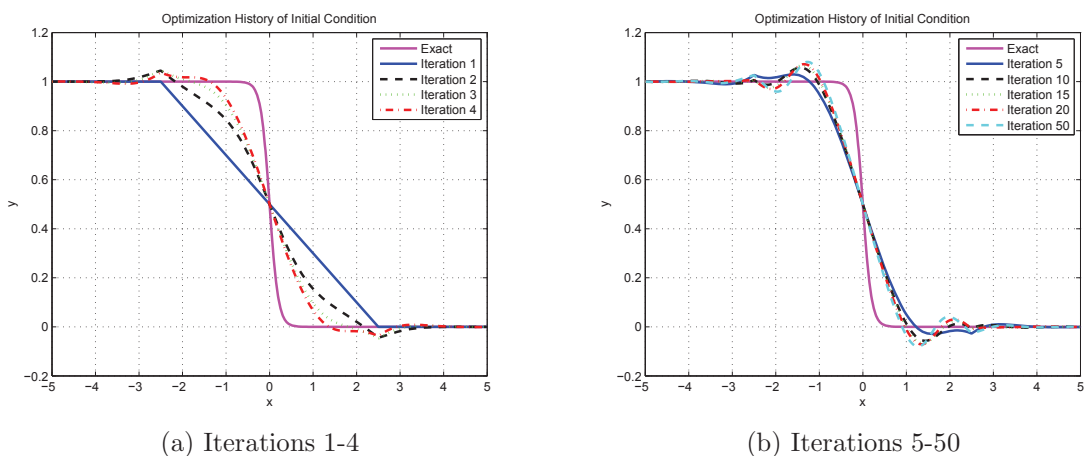 Optimization History of Initial Condition
1.2
1
0.8
0.6
0.4
0.2
0
−0.2
y
−5 −4 −3 −2 −1 0 1 2 3 4 5
x
Exact
Iteration 1
Iteration 2
Iteration 3
Iteration 4
(a) Iterations 1-4
Optimization History of Initial Condition
1.2
1
0.8
0.6
0.4
0.2
0
−0.2
y
−5 −4 −3 −2 −1 0 1 2 3 4 5
x
Exact
Iteration 5
Iteration 10
Iteration 15
Iteration 20
Iteration 50
(b) Iterations 5-50